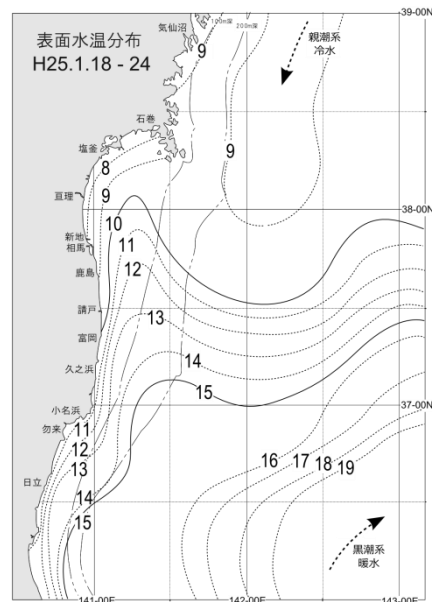 表面水温分布
H25.1.18 - 24
気仙沼
100m深
200m深
39-00N
親潮系
冷水
9
石巻
塩釜
8
9
亘理
9
38-00N
10
新地
相馬
11
鹿島
12
請戸
13
富岡
14
久之浜
15
小名浜
37-00N
勿来
11
12
13
16
17
18
19
日立
14
15
黒潮系
暖水
141-00E
142-00E
143-00E